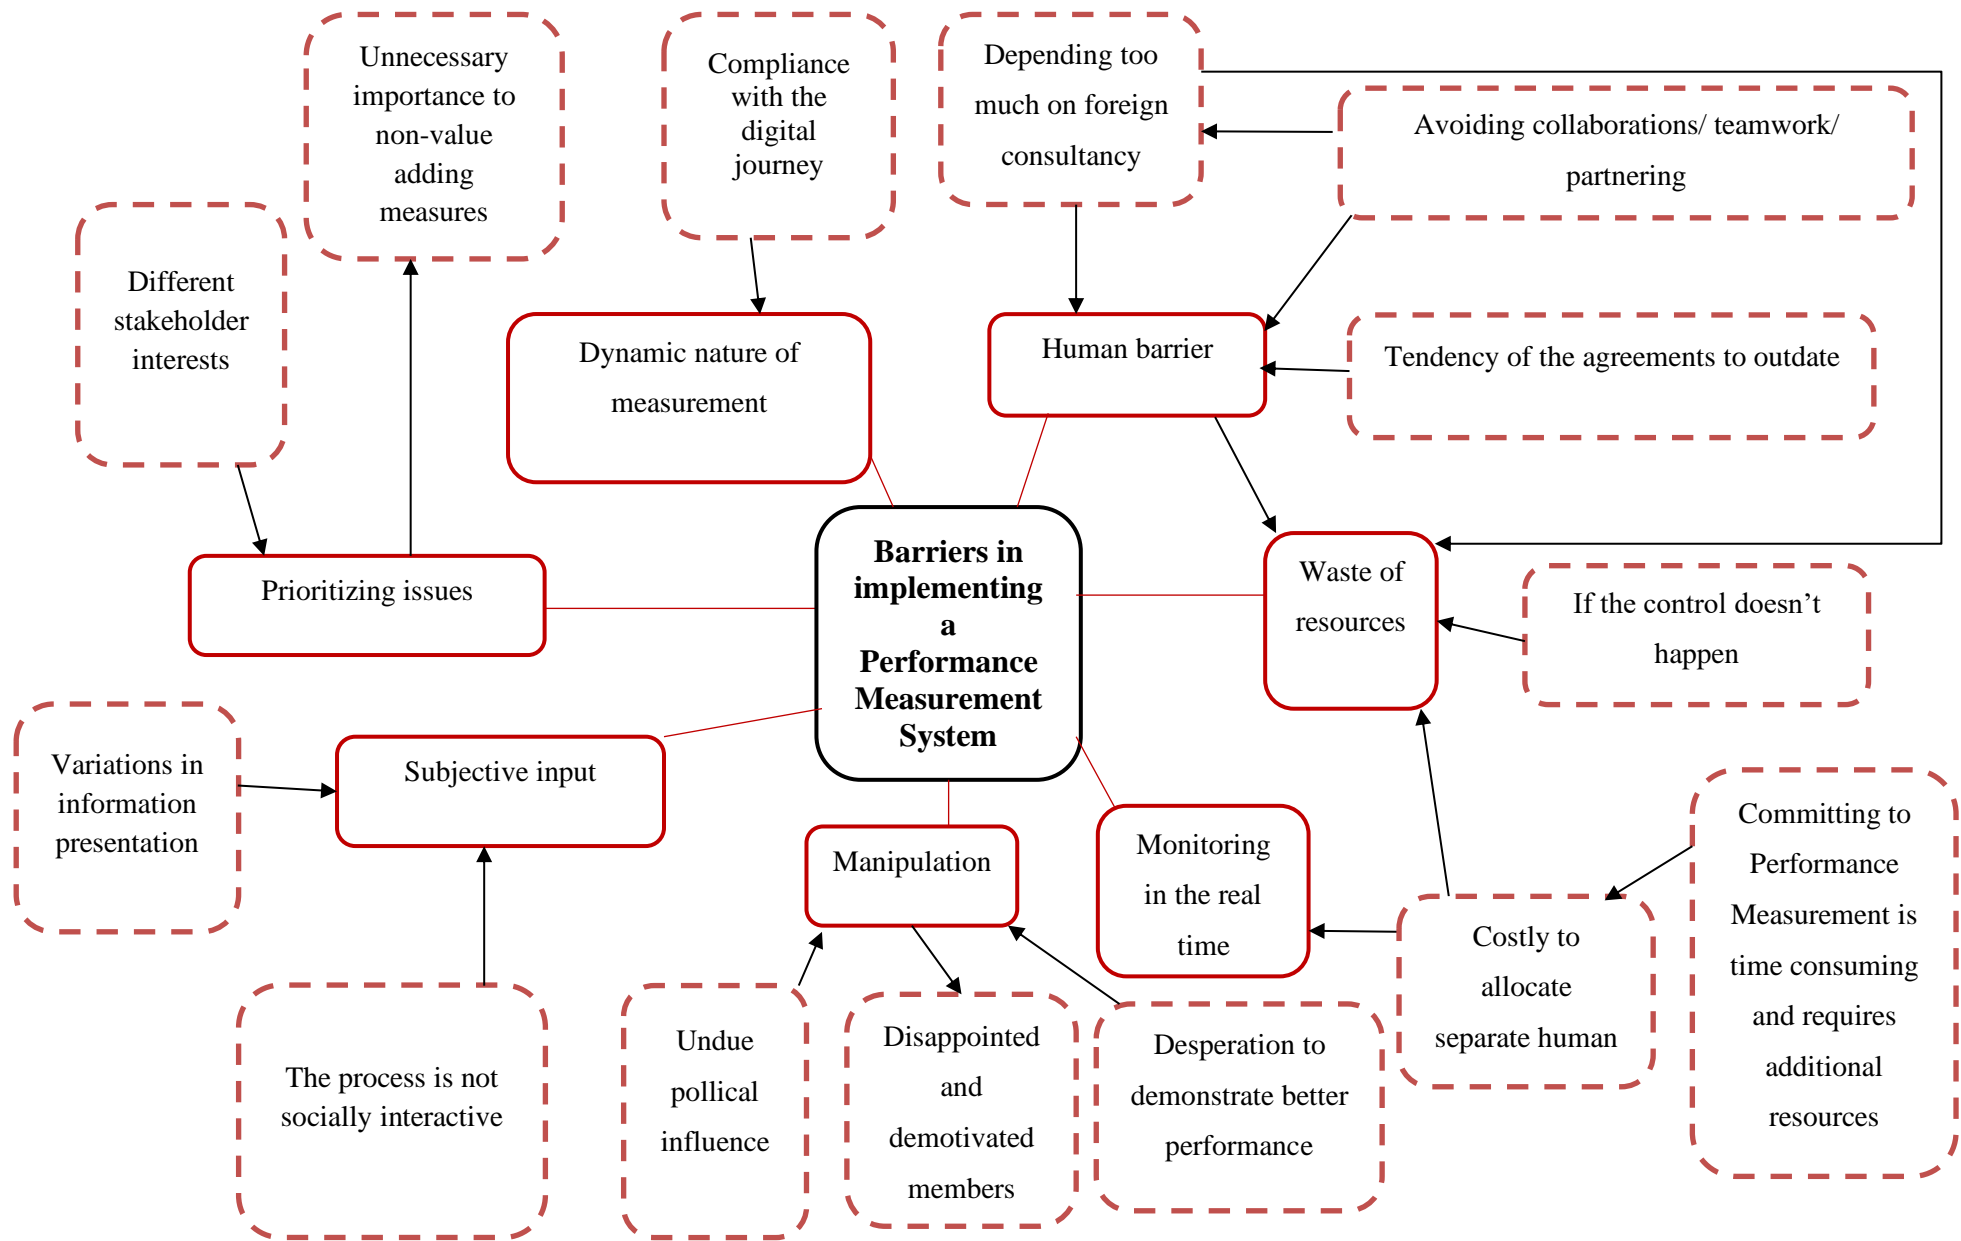 Unnecessary
importance to
non-value
adding
measures
Compliance
with the
digital
journey
Depending too
much on foreign
consultancy
Avoiding collaborations/ teamwork/
partnering
Different
stakeholder
interests
Dynamic nature of
measurement
Human barrier
Tendency of the agreements to outdate
Prioritizing issues
Barriers in
implementing
a
Performance
Measurement
System
Waste of
resources
If the control doesn’t
happen
Variations in
information
presentation
Subjective input
Manipulation
Monitoring
in the real
time
Committing to
Performance
Measurement is
time consuming
and requires
additional
resources
Costly to
allocate
separate human
The process is not
socially interactive
Undue
pollical
influence
Disappointed
and
demotivated
members
Desperation to
demonstrate better
performance